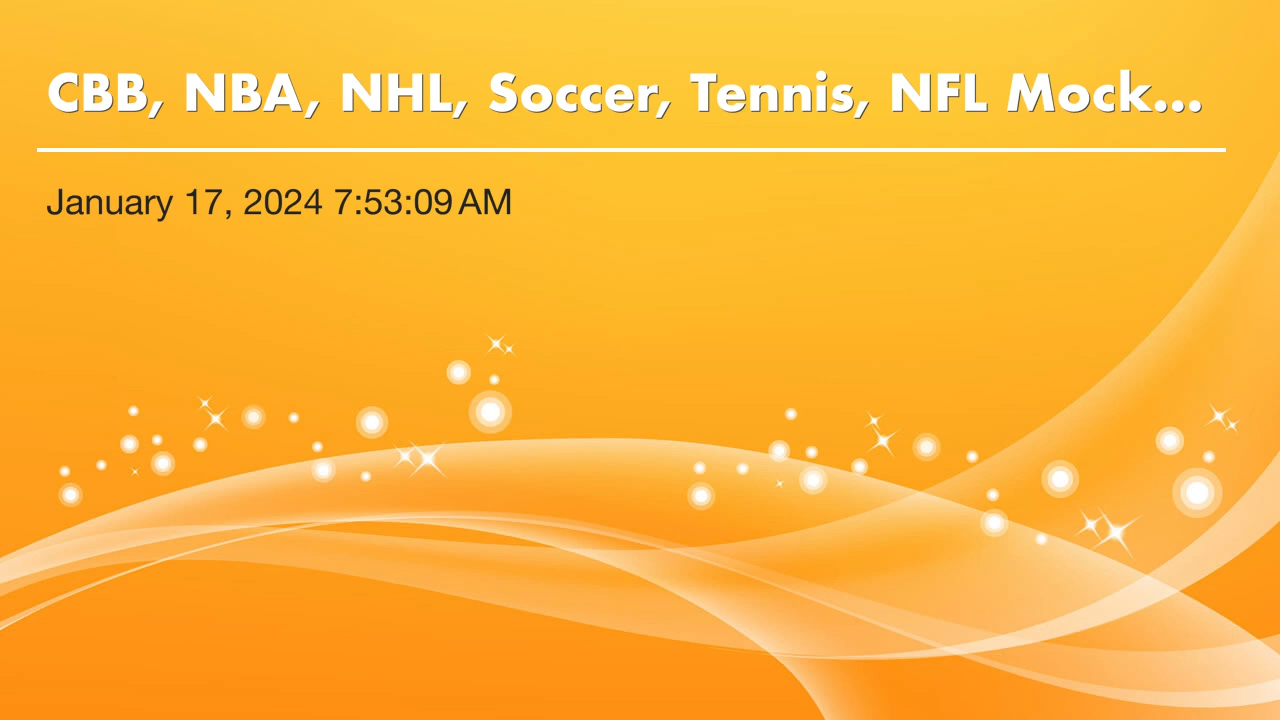 CBB, NBA, NHL, Soccer, Tennis, NFL Mock...
January 17, 2024 7:53:09 AM